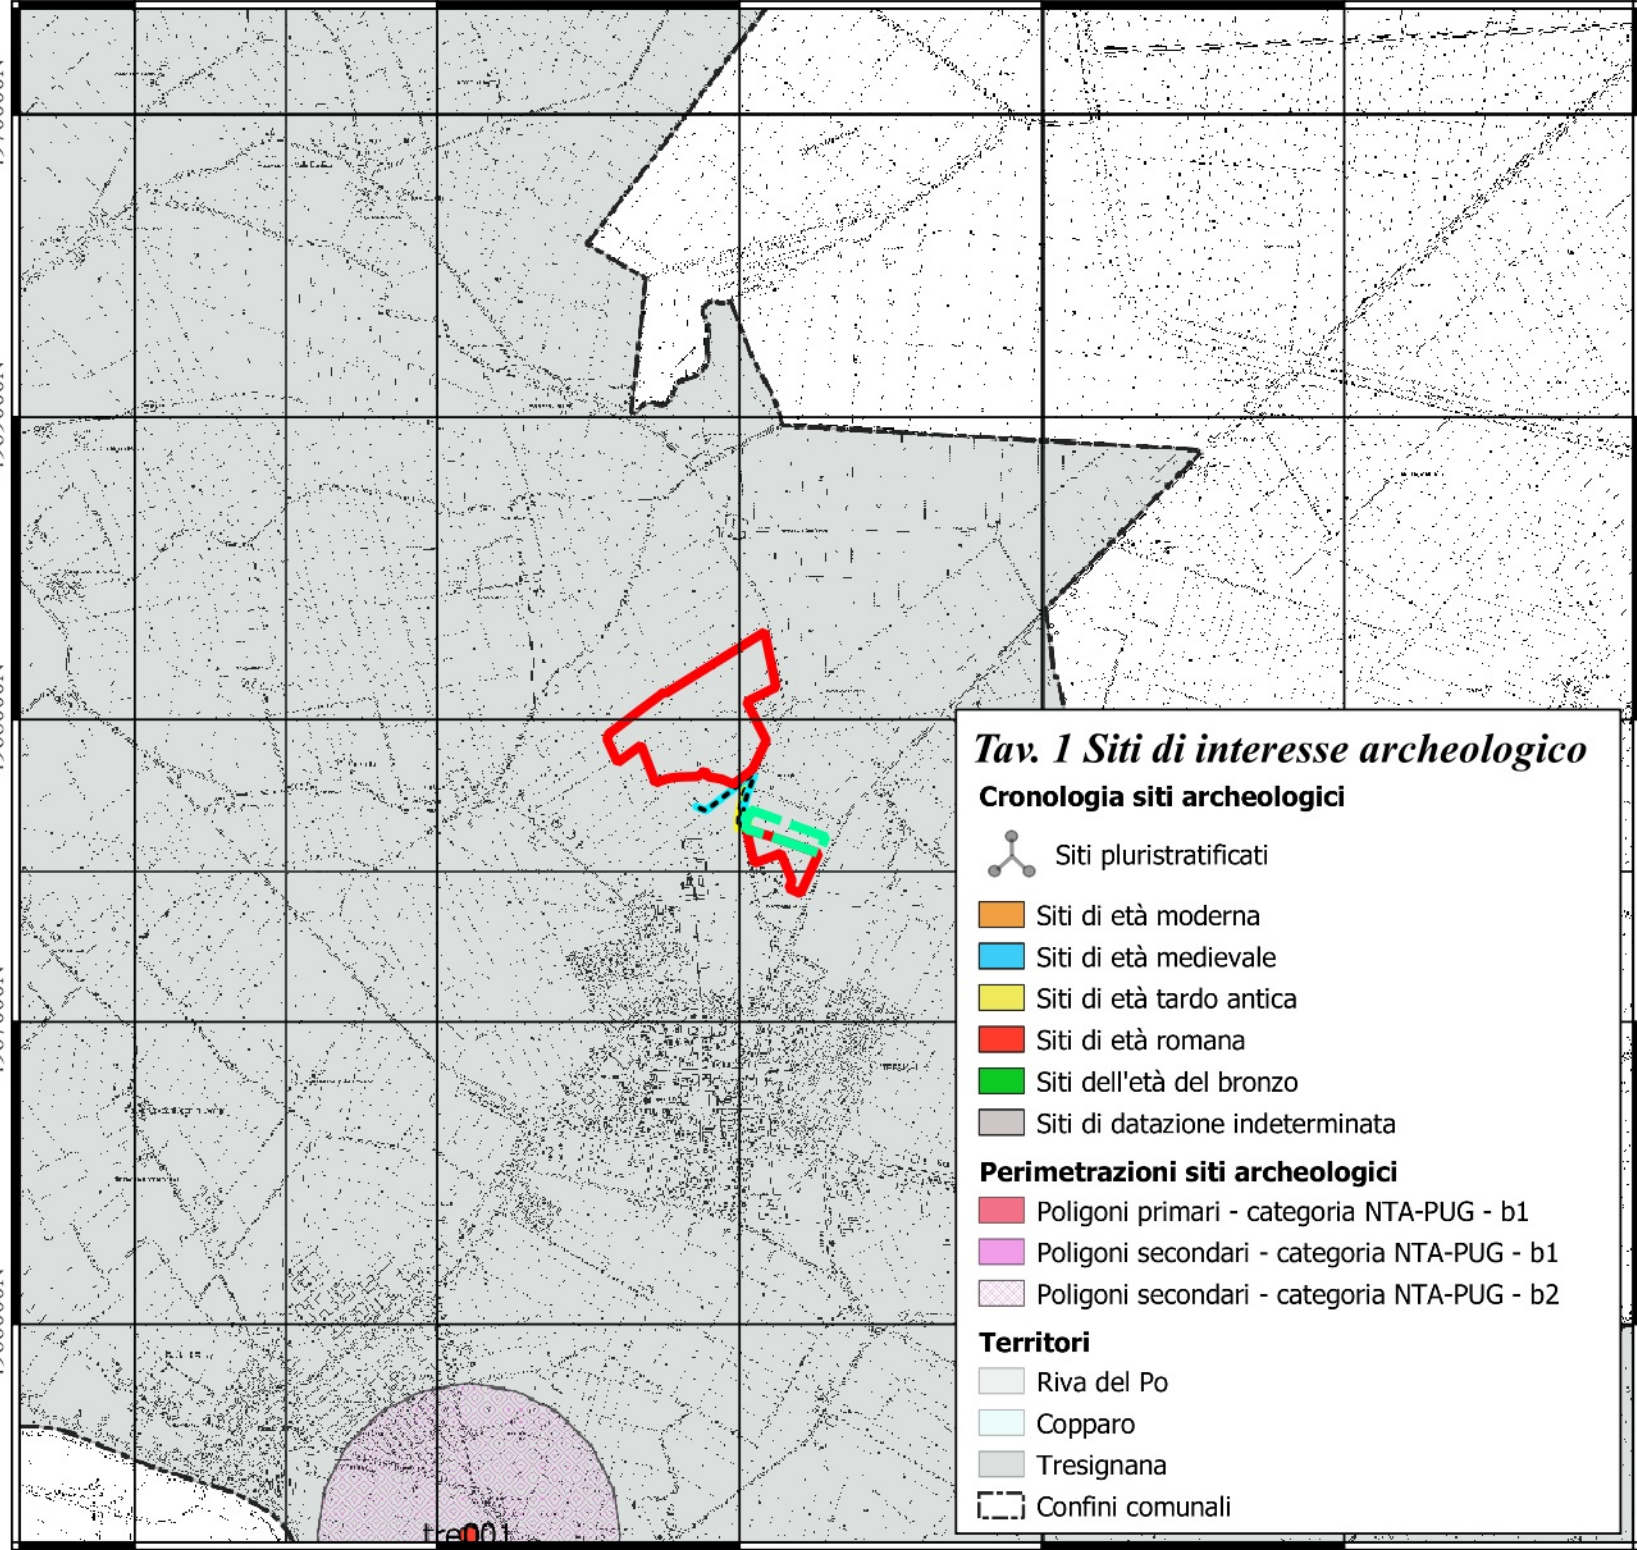 Tav. 1 Siti di interesse archeologico
Cronologia siti archeologici
Siti pluristratificati
Siti di età moderna
Siti di età medievale
Siti di età tardo antica
Siti di età romana
Siti dell'età del bronzo
Siti di datazione indeterminata
Perimetrazioni siti archeologici
Poligoni primari - categoria NTA-PUG - b1
Poligoni secondari - categoria NTA-PUG - b1
Poligoni secondari - categoria NTA-PUG - b2
Territori
Riva del Po
Copparo
Tresignana
Confini comunali
tre001